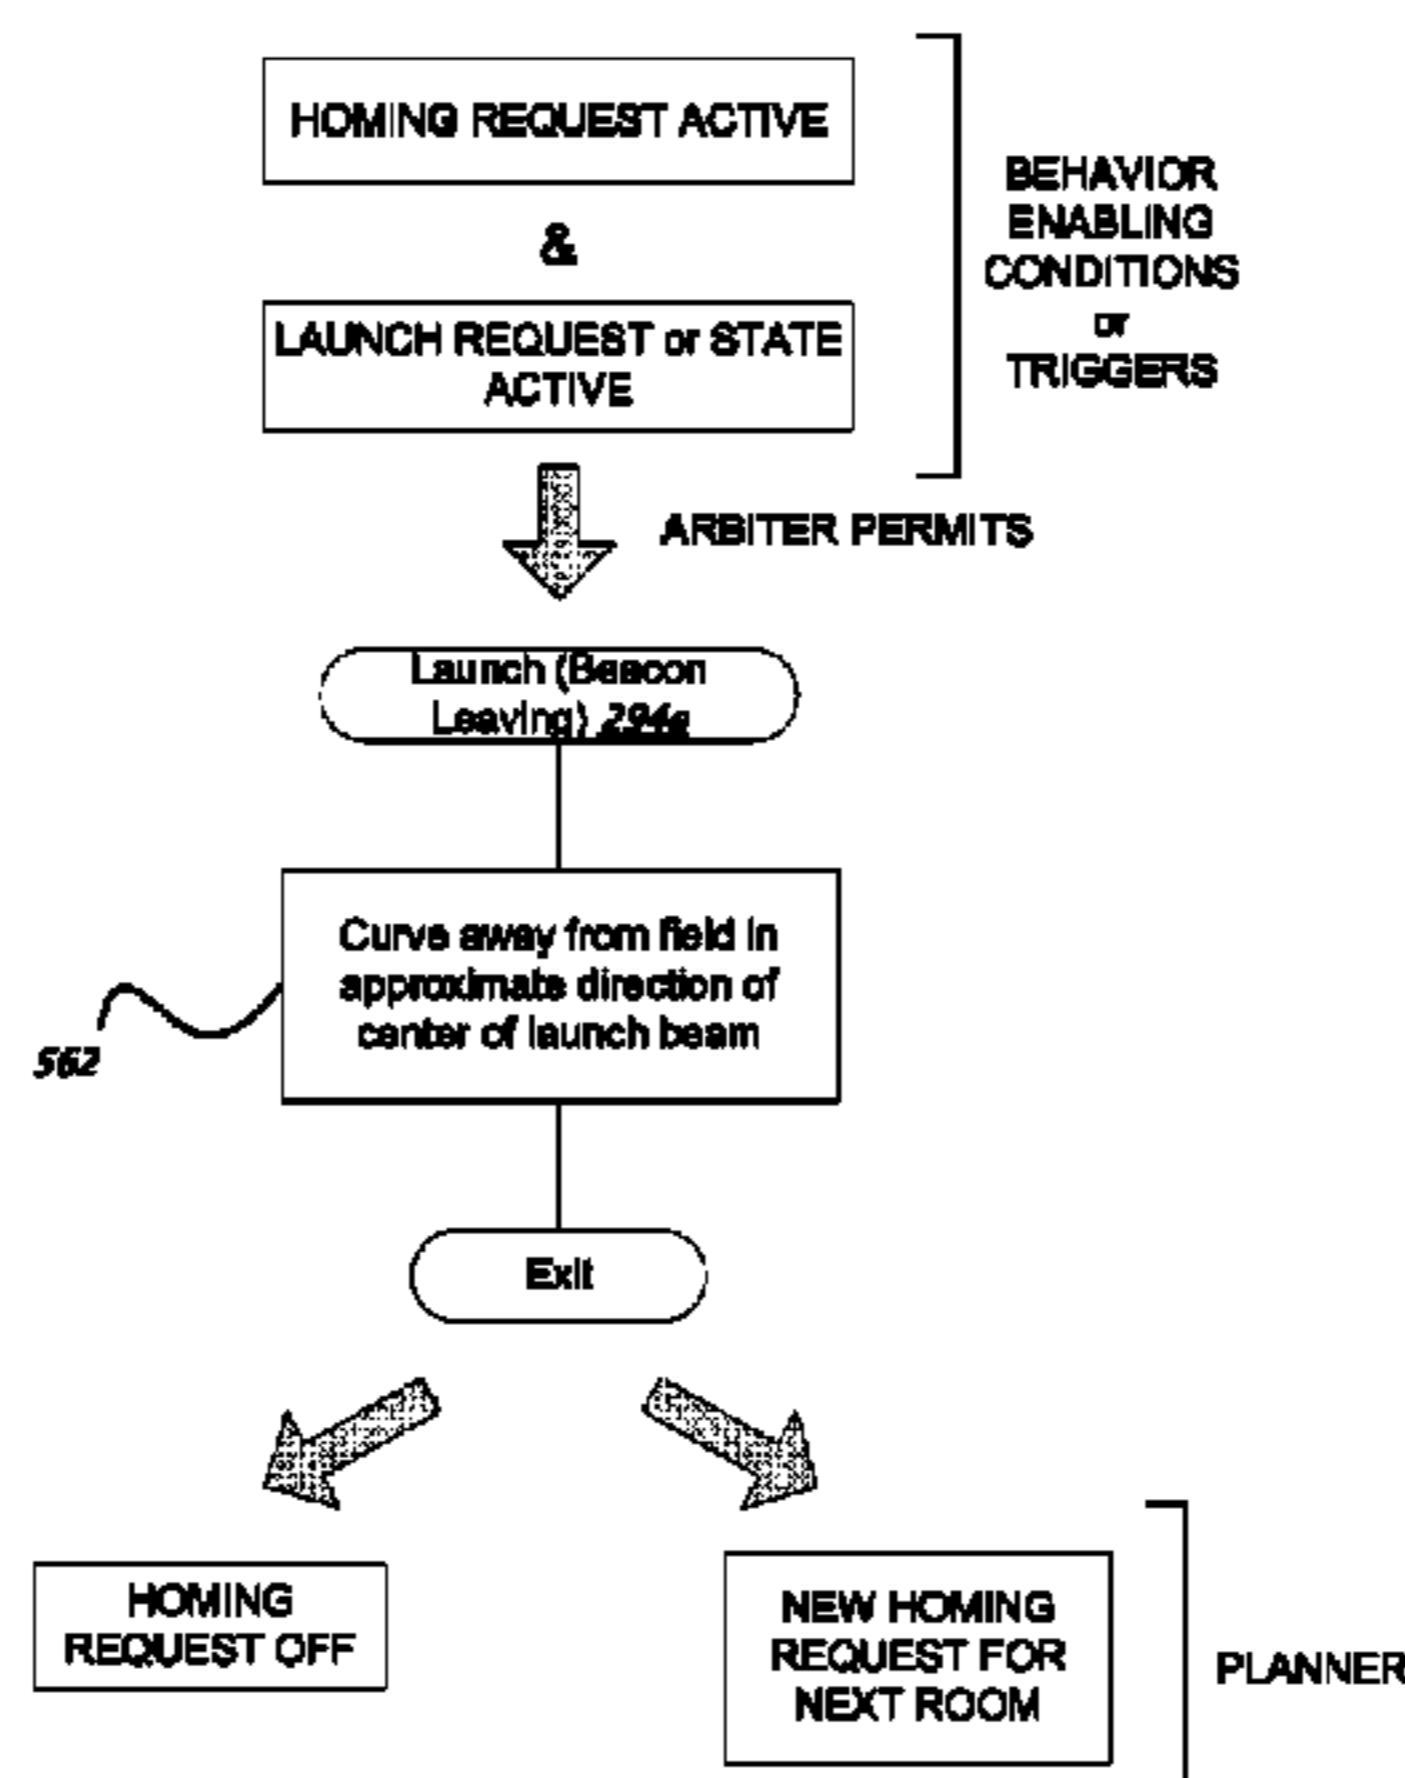 HOMING REQUEST ACTIVE
&
LAUNCH REQUEST or STATE
ACTIVE
BEHAVIOR
ENABLING
CONDITIONS
or
TRIGGERS
ARBITER PERMITS
Launch (Beacon
Leaving) 294e
Curve away from field in
approximate direction of
center of launch beam
562
Exit
HOMING
REQUEST OFF
NEW HOMING
REQUEST FOR
NEXT ROOM
PLANNER